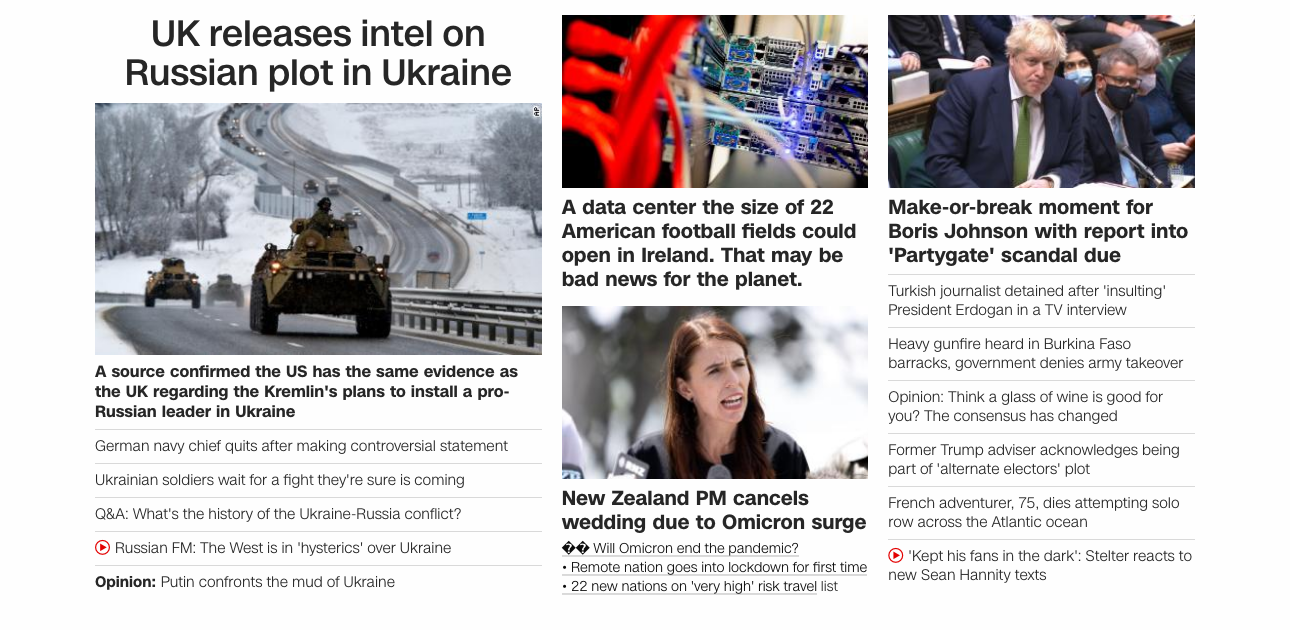 UK releases intel on
Russian plot in Ukraine
AP
A source confirmed the US has the same evidence as
the UK regarding the Kremlin's plans to install a pro-
Russian leader in Ukraine
German navy chief quits after making controversial statement
Ukrainian soldiers wait for a fight they're sure is coming
Q&A: What's the history of the Ukraine-Russia conflict?
Russian FM: The West is in 'hysterics' over Ukraine
Opinion: Putin confronts the mud of Ukraine
A data center the size of 22
American football fields could
open in Ireland. That may be
bad news for the planet.
New Zealand PM cancels
wedding due to Omicron surge
�� Will Omicron end the pandemic?
• Remote nation goes into lockdown for first time
• 22 new nations on 'very high' risk travel list
Make-or-break moment for
Boris Johnson with report into
'Partygate' scandal due
Turkish journalist detained after 'insulting'
President Erdogan in a TV interview
Heavy gunfire heard in Burkina Faso
barracks, government denies army takeover
Opinion: Think a glass of wine is good for
you? The consensus has changed
Former Trump adviser acknowledges being
part of 'alternate electors' plot
French adventurer, 75, dies attempting solo
row across the Atlantic ocean
'Kept his fans in the dark': Stelter reacts to
new Sean Hannity texts